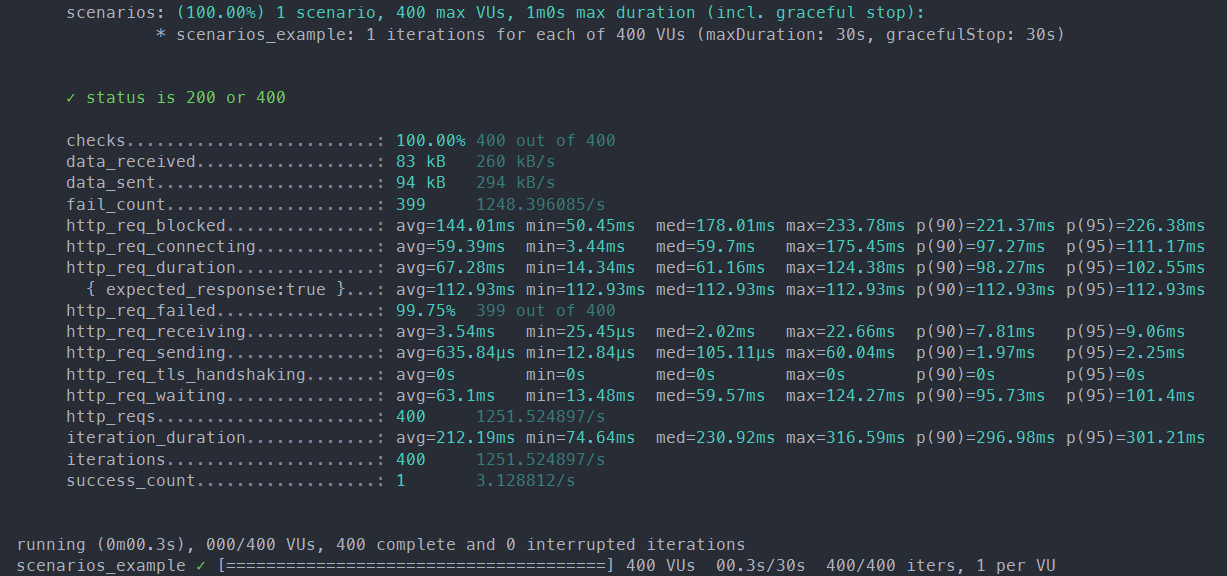 scenarios: (100.00%) 1 scenario, 400 max VUs, 1m0s max duration (incl. graceful stop):
* scenarios_example: 1 iterations for each of 400 VUs (maxDuration: 30s, gracefulStop: 30s)
✓ status is 200 or 400
checks.........................: 100.00% 400 out of 400
data_received..................: 83 kB 260 kB/s
data_sent......................: 94 kB 294 kB/s
fail_count.....................: 399 1248.396085/s
http_req_blocked...............: avg=144.01ms min=50.45ms med=178.01ms max=233.78ms p(90)=221.37ms p(95)=226.38ms
http_req_connecting............: avg=59.39ms min=3.44ms med=59.7ms max=175.45ms p(90)=97.27ms p(95)=111.17ms
http_req_duration..............: avg=67.28ms min=14.34ms med=61.16ms max=124.38ms p(90)=98.27ms p(95)=102.55ms
{ expected_response:true }...: avg=112.93ms min=112.93ms med=112.93ms max=112.93ms p(90)=112.93ms p(95)=112.93ms
http_req_failed................: 99.75% 399 out of 400
http_req_receiving.............: avg=3.54ms min=25.45µs med=2.02ms max=22.66ms p(90)=7.81ms p(95)=9.06ms
http_req_sending...............: avg=635.84µs min=12.84µs med=105.11µs max=60.04ms p(90)=1.97ms p(95)=2.25ms
http_req_tls_handshaking.......: avg=0s min=0s med=0s max=0s p(90)=0s p(95)=0s
http_req_waiting...............: avg=63.1ms min=13.48ms med=59.57ms max=124.27ms p(90)=95.73ms p(95)=101.4ms
http_reqs......................: 400 1251.524897/s
iteration_duration.............: avg=212.19ms min=74.64ms med=230.92ms max=316.59ms p(90)=296.98ms p(95)=301.21ms
iterations.....................: 400 1251.524897/s
success_count..................: 1 3.128812/s
running (0m00.3s), 000/400 VUs, 400 complete and 0 interrupted iterations
scenarios_example ✓ [======================================] 400 VUs 00.3s/30s 400/400 iters, 1 per VU